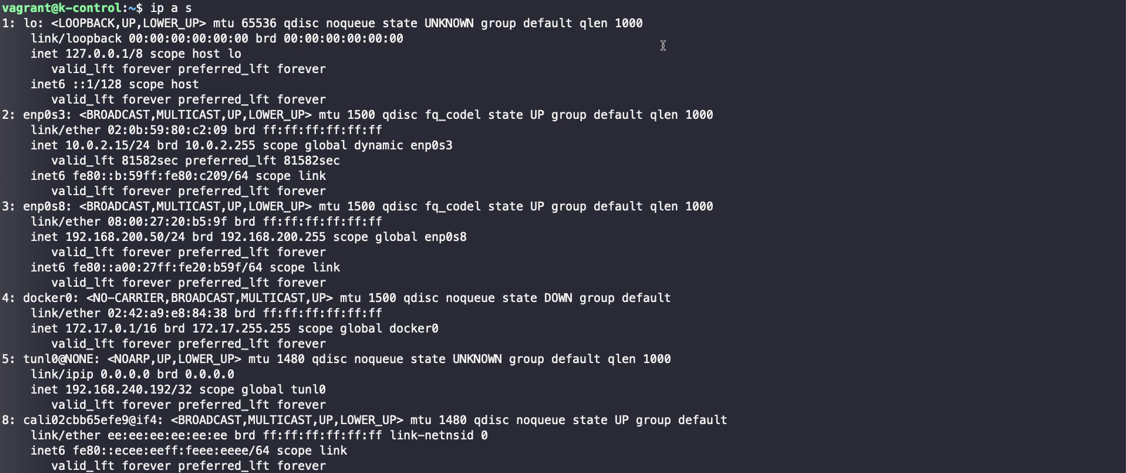 vagrant@k-control:~$ ip a s
1: lo: <LOOPBACK,UP,LOWER_UP> mtu 65536 qdisc noqueue state UNKNOWN group default qlen 1000
    link/loopback 00:00:00:00:00:00 brd 00:00:00:00:00:00
    inet 127.0.0.1/8 scope host lo
       valid_lft forever preferred_lft forever
    inet6 ::1/128 scope host
       valid_lft forever preferred_lft forever
2: enp0s3: <BROADCAST,MULTICAST,UP,LOWER_UP> mtu 1500 qdisc fq_codel state UP group default qlen 1000
    link/ether 02:0b:59:80:c2:09 brd ff:ff:ff:ff:ff:ff
    inet 10.0.2.15/24 brd 10.0.2.255 scope global dynamic enp0s3
       valid_lft 81582sec preferred_lft 81582sec
    inet6 fe80::b:59ff:fe80:c209/64 scope link
       valid_lft forever preferred_lft forever
3: enp0s8: <BROADCAST,MULTICAST,UP,LOWER_UP> mtu 1500 qdisc fq_codel state UP group default qlen 1000
    link/ether 08:00:27:20:b5:9f brd ff:ff:ff:ff:ff:ff
    inet 192.168.200.50/24 brd 192.168.200.255 scope global enp0s8
       valid_lft forever preferred_lft forever
    inet6 fe80::a00:27ff:fe20:b59f/64 scope link
       valid_lft forever preferred_lft forever
4: docker0: <NO-CARRIER,BROADCAST,MULTICAST,UP> mtu 1500 qdisc noqueue state DOWN group default
    link/ether 02:42:a9:e8:84:38 brd ff:ff:ff:ff:ff:ff
    inet 172.17.0.1/16 brd 172.17.255.255 scope global docker0
       valid_lft forever preferred_lft forever
5: tunl0@NONE: <NOARP,UP,LOWER_UP> mtu 1480 qdisc noqueue state UNKNOWN group default qlen 1000
    link/ipip 0.0.0.0 brd 0.0.0.0
    inet 192.168.240.192/32 scope global tunl0
       valid_lft forever preferred_lft forever
8: cali02cbb65efe9@if4: <BROADCAST,MULTICAST,UP,LOWER_UP> mtu 1480 qdisc noqueue state UP group default
    link/ether ee:ee:ee:ee:ee:ee brd ff:ff:ff:ff:ff:ff link-netnsid 0
    inet6 fe80::ecee:eeff:feee:eeee/64 scope link
       valid_lft forever preferred_lft forever